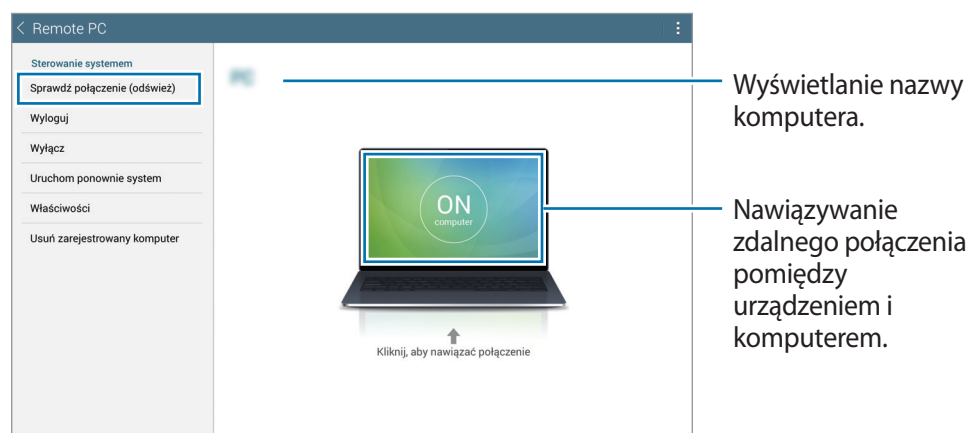 Remote PC
Sterowanie systemem
Sprawdź połączenie (odśwież)
Wyloguj
Wyłącz
Uruchom ponownie system
Właściwości
Usuń zarejestrowany komputer
PC
ON
computer
Kliknij, aby nawiązać połączenie
Wyświetlanie nazwy
komputera.
Nawiązywanie
zdalnego połączenia
pomiędzy
urządzeniem i
komputerem.